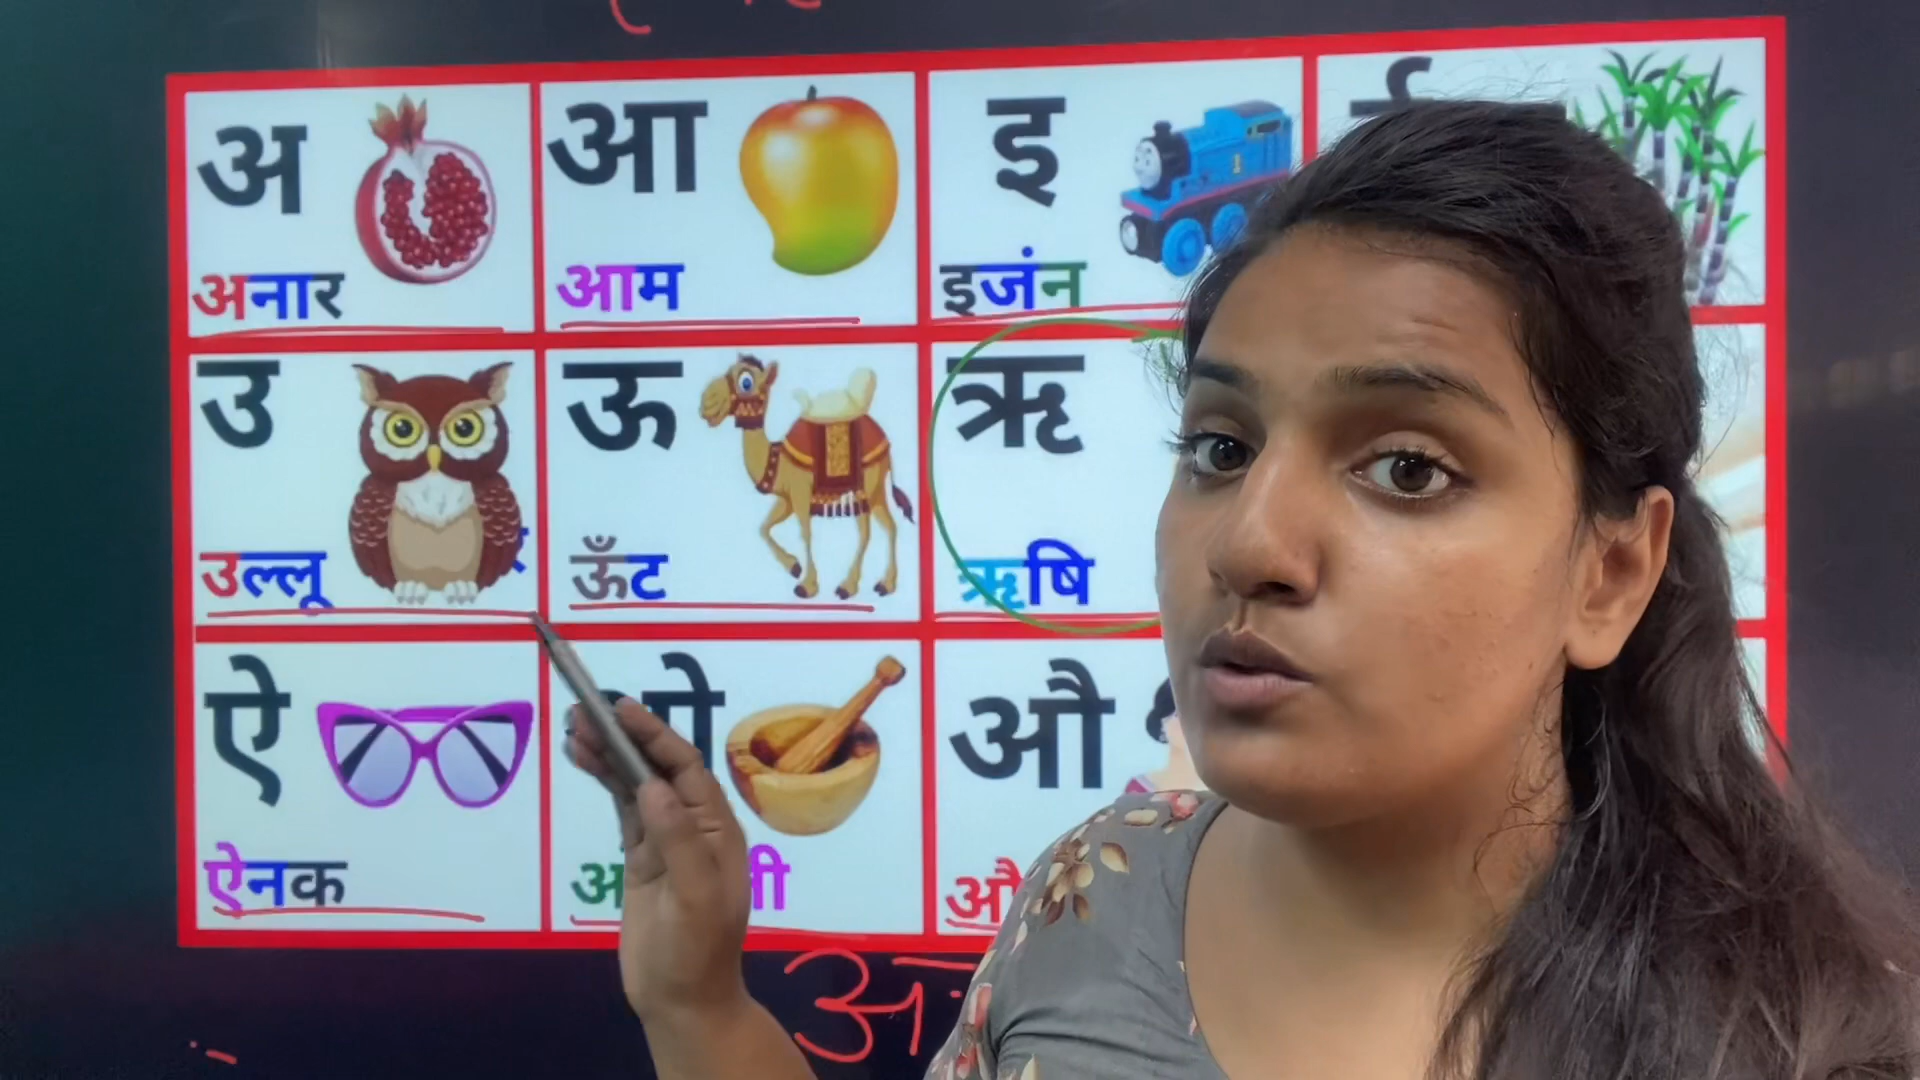 अ
आ
इ
अनार
आम
इजंन
उ
ऊ
ऋ
उल्लू
ऊँट
ऋषि
ऐ
औ
ऐनक